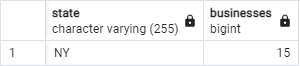 state
character varying (255)
businesses
bigint
1
NY
15